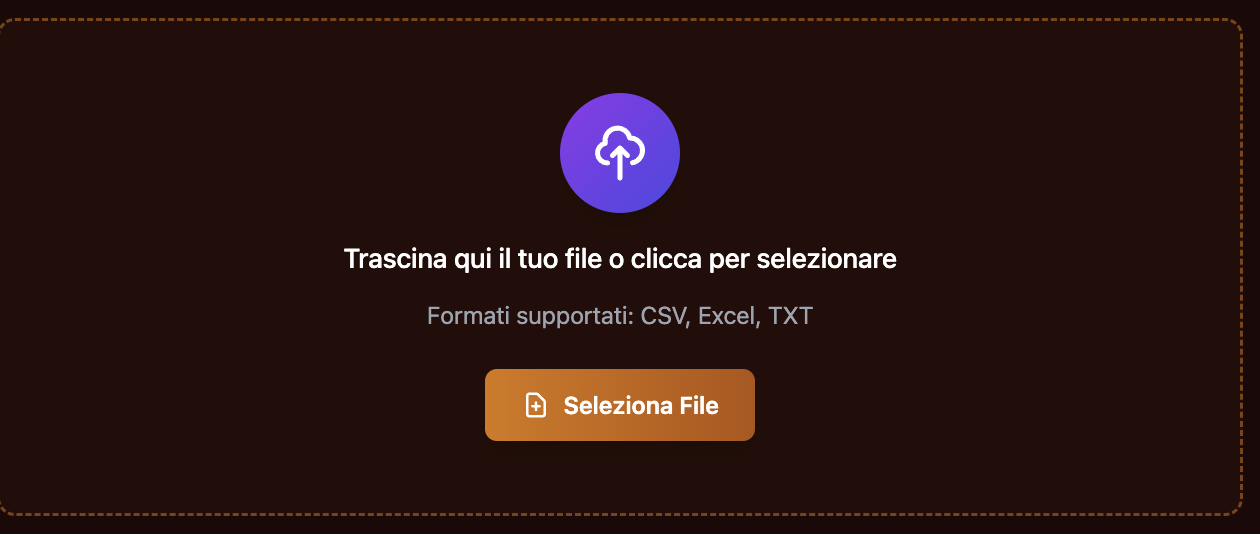 Trascina qui il tuo file o clicca per selezionare
Formati supportati: CSV, Excel, TXT
Seleziona File